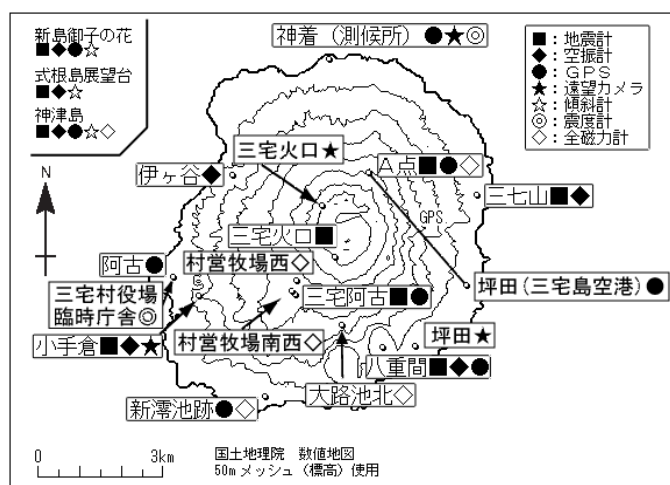 新島御子の花
■◆●☆
式根島展望台
■◆☆
神津島
■◆●☆◇
神着（測候所）●★◎
■：地震計
◆：空振計
●：ＧＰＳ
★：遠望カメラ
☆：傾斜計
◎：震度計
◇：全磁力計
N
三宅火口★
伊ヶ谷◆
Ａ点■●◇
三七山■◆
GPS
三宅火口■
村営牧場西◇
阿古●
三宅阿古■●
坪田(三宅島空港)●
三宅村役場
臨時庁舎◎
小手倉■◆★
村営牧場南西◇
坪田★
八重間■◆●
大路池北◇
新澪池跡●◇
0 3km
国土地理院 数値地図
50mメッシュ（標高）使用